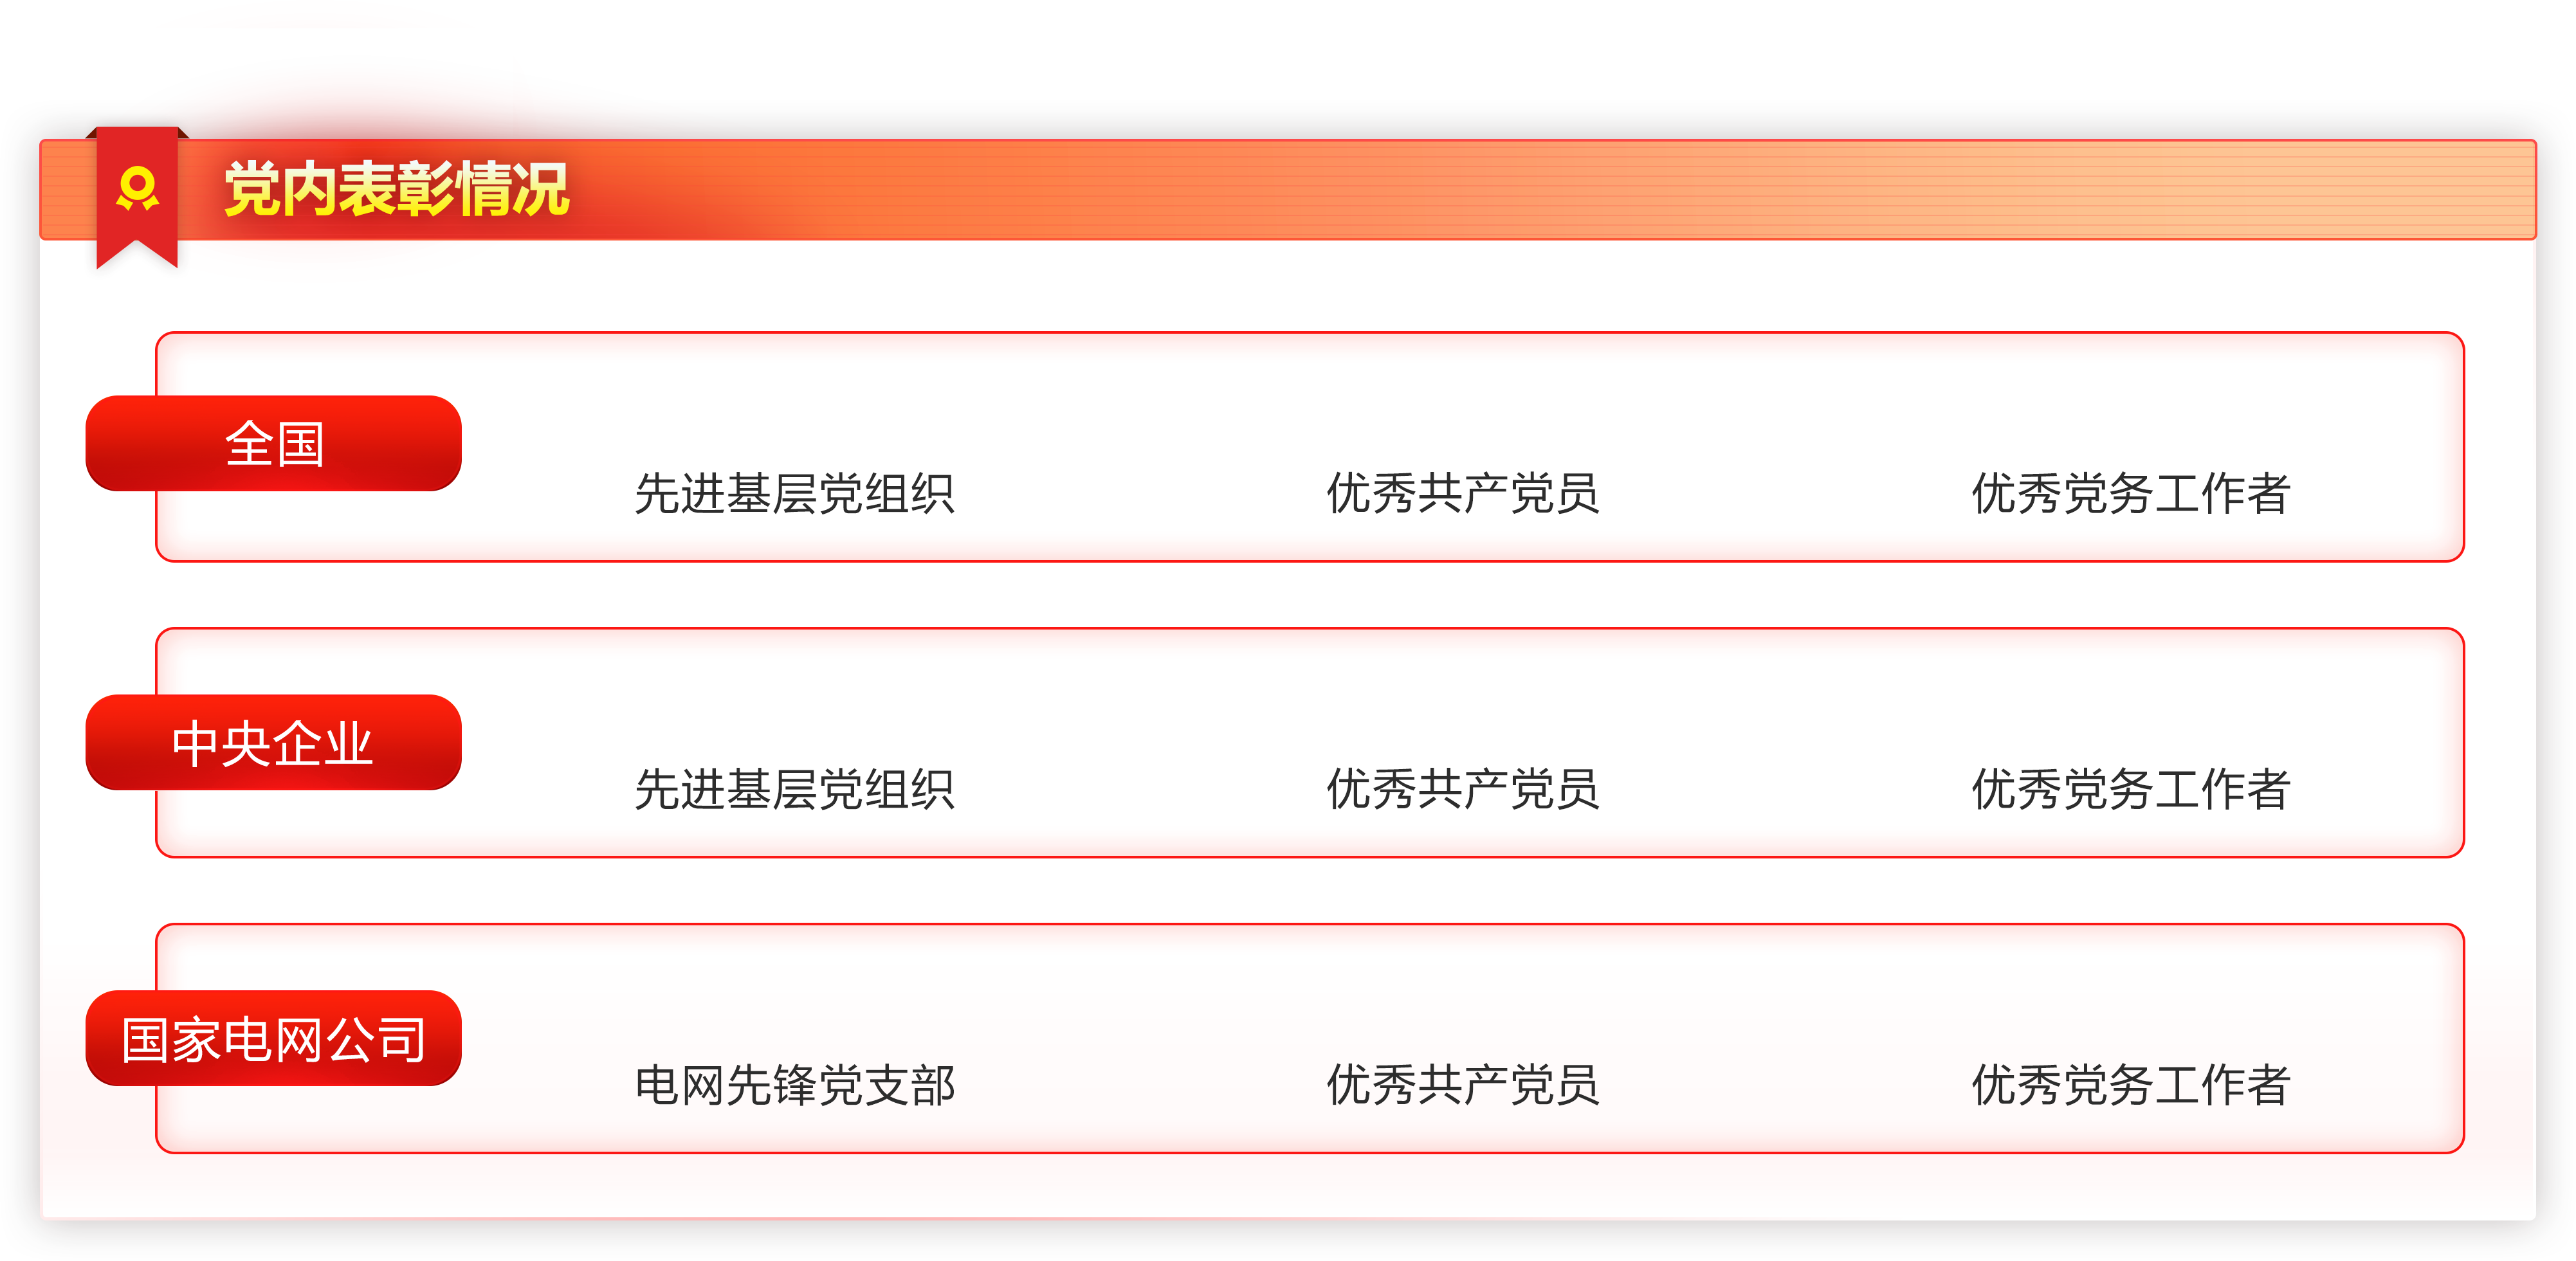 党内表彰情况
全国
先进基层党组织 优秀共产党员 优秀党务工作者
中央企业
先进基层党组织 优秀共产党员 优秀党务工作者
国家电网公司
电网先锋党支部 优秀共产党员 优秀党务工作者